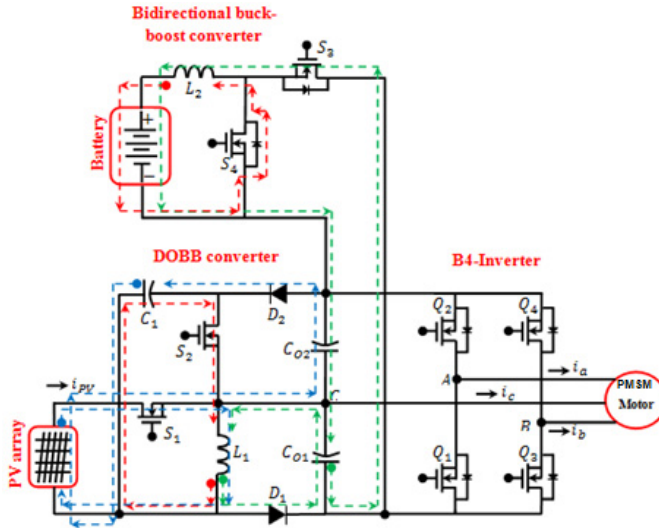 Bidirectional buck-
boost converter
S3
L2
Battery
+
−
S4
DOBB converter
B4-Inverter
C1
D2
Q2
Q4
S2
CO2
A
ia
iPV
C
ic
PMSM
Motor
S1
L1
CO1
B
ib
PV array
Q1
Q3
D1